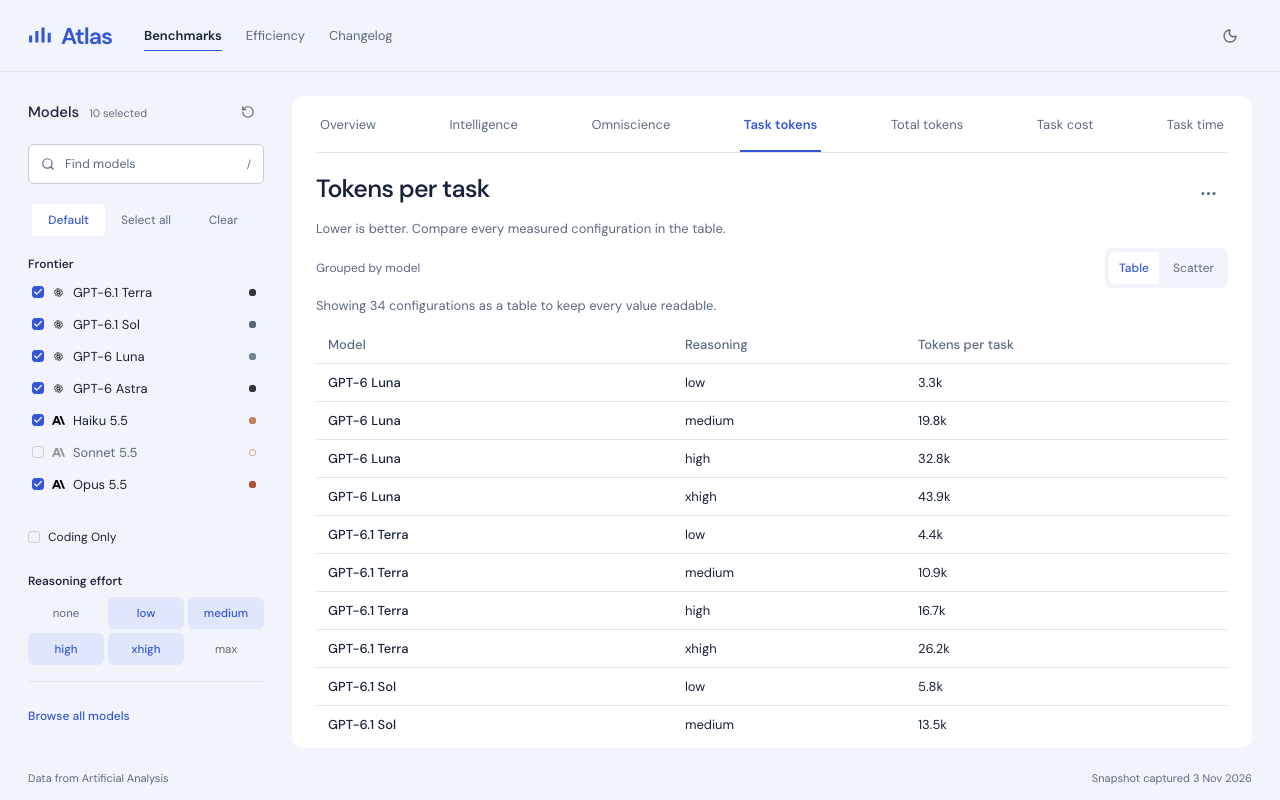 Atlas
Benchmarks
Efficiency
Changelog
Models
10 selected
Find models
/
Default
Select all
Clear
Frontier
GPT-6.1 Terra
GPT-6.1 Sol
GPT-6 Luna
GPT-6 Astra
Haiku 5.5
Sonnet 5.5
Opus 5.5
Coding Only
Reasoning effort
none
low
medium
high
xhigh
max
Browse all models
Overview
Intelligence
Omniscience
Task tokens
Total tokens
Task cost
Task time
Tokens per task
Lower is better. Compare every measured configuration in the table.
Grouped by model
Table
Scatter
Showing 34 configurations as a table to keep every value readable.
Model Reasoning Tokens per task
GPT-6 Luna low 3.3k
GPT-6 Luna medium 19.8k
GPT-6 Luna high 32.8k
GPT-6 Luna xhigh 43.9k
GPT-6.1 Terra low 4.4k
GPT-6.1 Terra medium 10.9k
GPT-6.1 Terra high 16.7k
GPT-6.1 Terra xhigh 26.2k
GPT-6.1 Sol low 5.8k
GPT-6.1 Sol medium 13.5k
Data from Artificial Analysis
Snapshot captured 3 Nov 2026